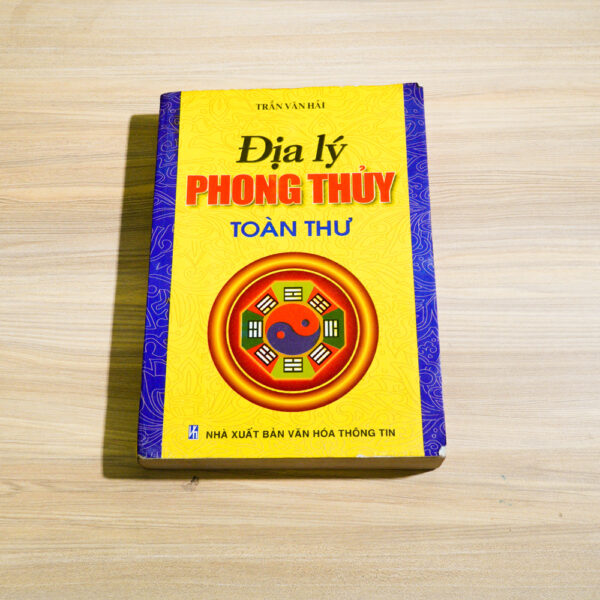 TRẦN VĂN HẢI
Địa lý
PHONG THỦY
TOÀN THƯ
NHÀ XUẤT BẢN VĂN HÓA THÔNG TIN